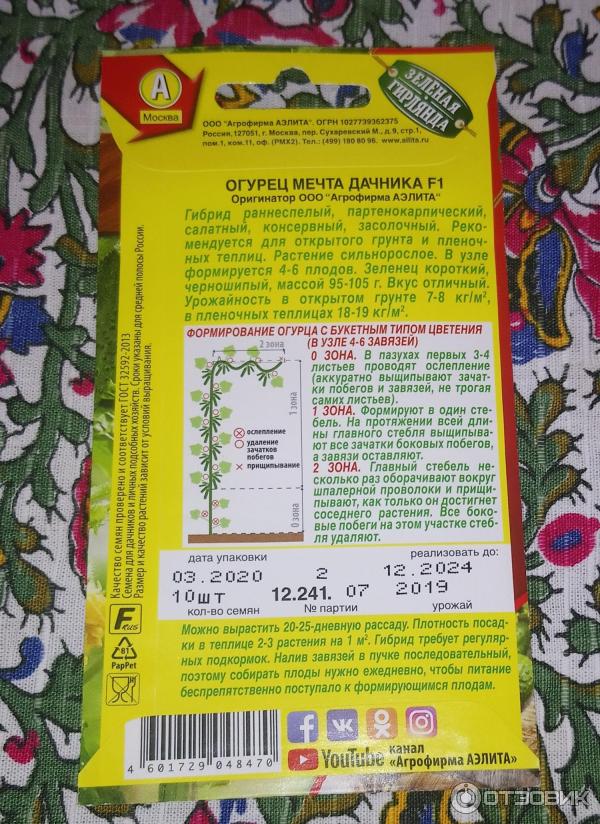 А
Москва
ООО "Агрофирма АЭЛИТА". ОГРН 1027739362375
Россия,127051, г. Москва, пер. Сухаревский М., д.9, стр.1,
пом.1, ком.11, оф. (РМХ2). Тел.: (499) 180 80 96. www.ailita.ru
ЗЕЛЕНАЯ
ГИРЛЯНДА
ОГУРЕЦ МЕЧТА ДАЧНИКА F1
Оригинатор ООО "Агрофирма АЭЛИТА"
Гибрид раннеспелый, партенокарпический,
салатный, консервный, засолочный. Реко-
мендуется для открытого грунта и пленоч-
ных теплиц. Растение сильнорослое. В узле
формируется 4-6 плодов. Зеленец короткий,
черношипый, массой 95-105 г. Вкус отличный.
Урожайность в открытом грунте 7-8 кг/м²,
в пленочных теплицах 18-19 кг/м².
ФОРМИРОВАНИЕ ОГУРЦА С БУКЕТНЫМ ТИПОМ ЦВЕТЕНИЯ
(В УЗЛЕ 4-6 ЗАВЯЗЕЙ)
2 зона
1 зона
0 зона
ослепление
удаление
зачатков
побегов
прищипывание
0 ЗОНА. В пазухах первых 3-4
листьев проводят ослепление
(аккуратно выщипывают зачат-
ки побегов и завязей, не трогая
самих листьев).
1 ЗОНА. Формируют в один сте-
бель. На протяжении всей дли-
ны главного стебля выщипыва-
ют все зачатки боковых побегов,
а завязи оставляют.
2 ЗОНА. Главный стебель не-
сколько раз оборачивают вокруг
шпалерной проволоки и прищи-
пывают, как только он достигнет
соседнего растения. Все боко-
вые побеги на этом участке стеб-
ля удаляют.
Качество семян проверено и соответствует ГОСТ 32592-2013
Семена для дачников и личных подсобных хозяйств. Сроки указаны для средней полосы России.
Размер и качество растений зависит от условий выращивания.
дата упаковки
реализовать до:
03.2020 2 12.2024
10шт 12.241. 07 2019
кол-во семян № партии урожай
Можно вырастить 20-25-дневную рассаду. Плотность посад-
ки в теплице 2-3 растения на 1 м². Гибрид требует регуляр-
ных подкормок. Налив завязей в пучке последовательный,
поэтому собирать плоды нужно ежедневно, чтобы питание
беспрепятственно поступало к формирующимся плодам.
81
PapPet
4 601729 048470
YouTube канал
«Агрофирма АЭЛИТА»
ОТЗОВИК